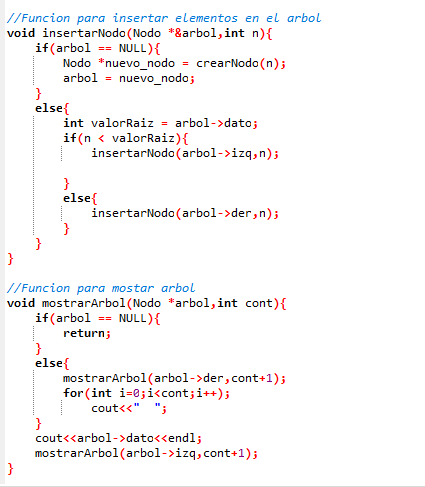 //Funcion para insertar elementos en el arbol
void insertarNodo(Nodo *&arbol,int n){
    if(arbol == NULL){
        Nodo *nuevo_nodo = crearNodo(n);
        arbol = nuevo_nodo;
    }
    else{
        int valorRaiz = arbol->dato;
        if(n < valorRaiz){
            insertarNodo(arbol->izq,n);
        }
        else{
            insertarNodo(arbol->der,n);
        }
    }
}
//Funcion para mostar arbol
void mostrarArbol(Nodo *arbol,int cont){
    if(arbol == NULL){
        return;
    }
    else{
        mostrarArbol(arbol->der,cont+1);
        for(int i=0;i<cont;i++);
            cout<<"  ";
    }
    cout<<arbol->dato<<endl;
    mostrarArbol(arbol->izq,cont+1);
}